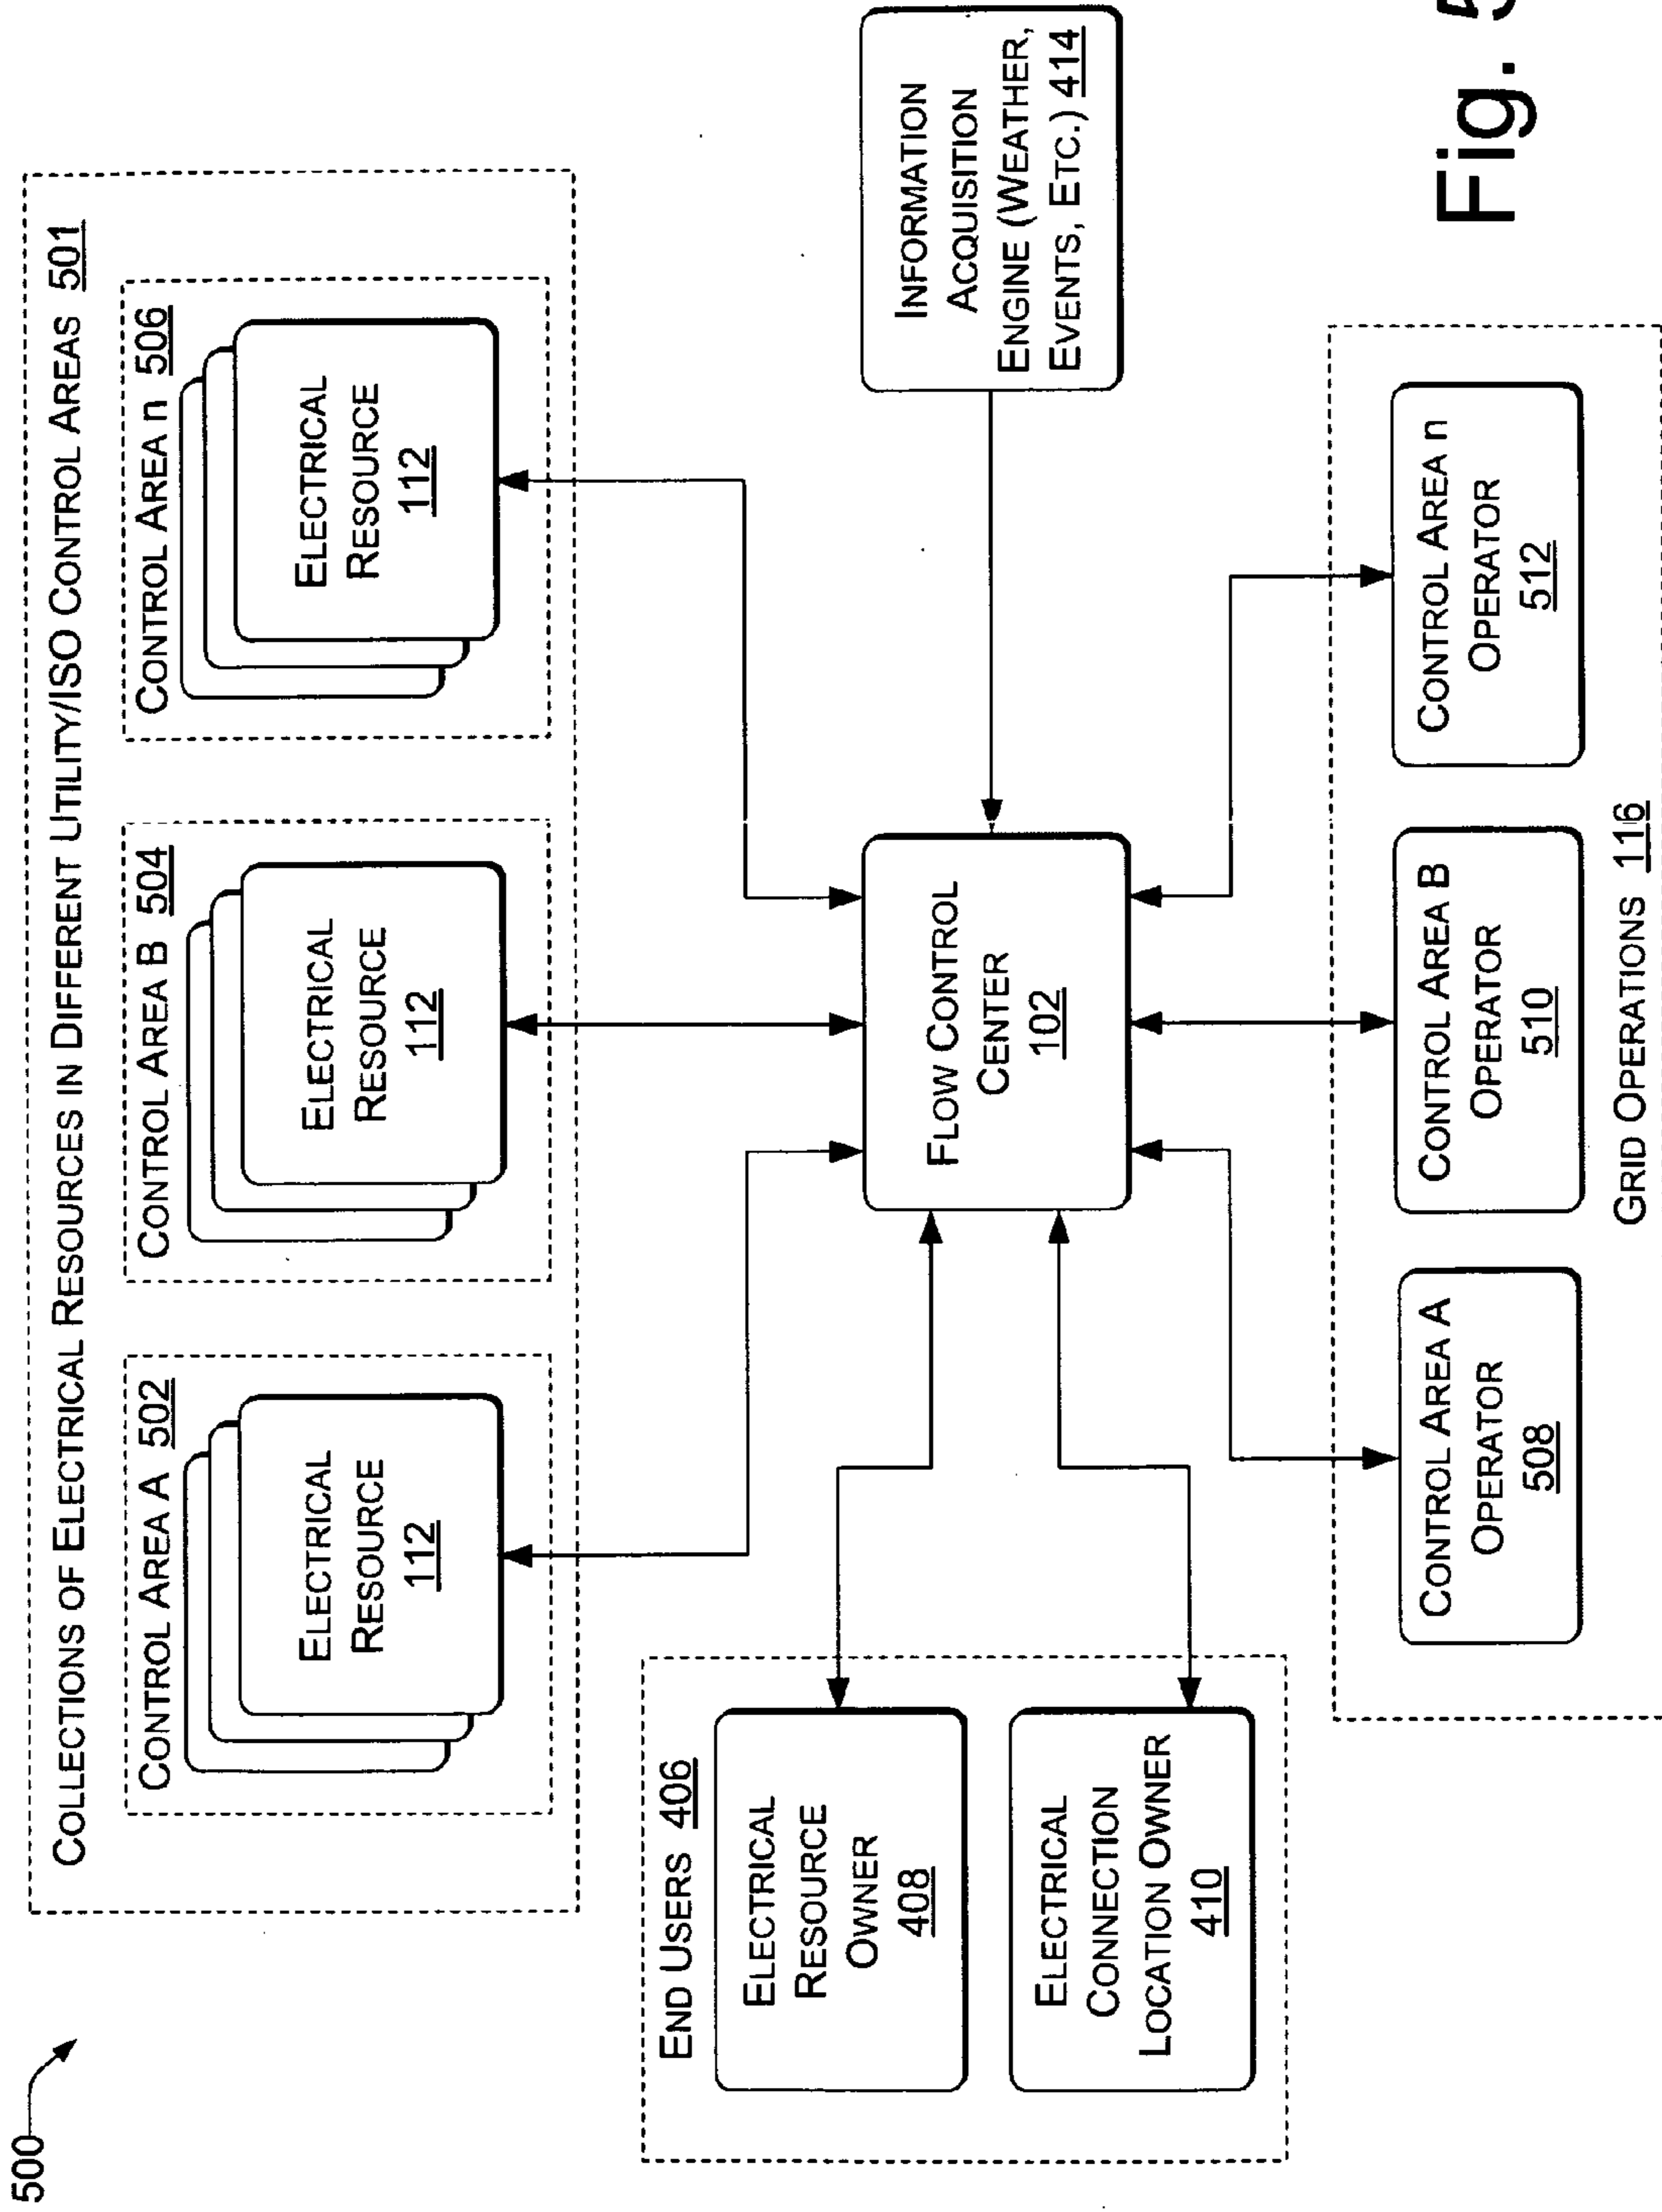 500
COLLECTIONS OF ELECTRICAL RESOURCES IN DIFFERENT UTILITY/ISO CONTROL AREAS 501
CONTROL AREA A 502
ELECTRICAL
RESOURCE
112
CONTROL AREA B 504
ELECTRICAL
RESOURCE
112
CONTROL AREA n 506
ELECTRICAL
RESOURCE
112
END USERS 406
ELECTRICAL
RESOURCE
OWNER
408
ELECTRICAL
CONNECTION
LOCATION OWNER
410
FLOW CONTROL
CENTER
102
INFORMATION
ACQUISITION
ENGINE (WEATHER,
EVENTS, ETC.) 414
CONTROL AREA A
OPERATOR
508
CONTROL AREA B
OPERATOR
510
CONTROL AREA n
OPERATOR
512
GRID OPERATIONS 116
Fig. 5